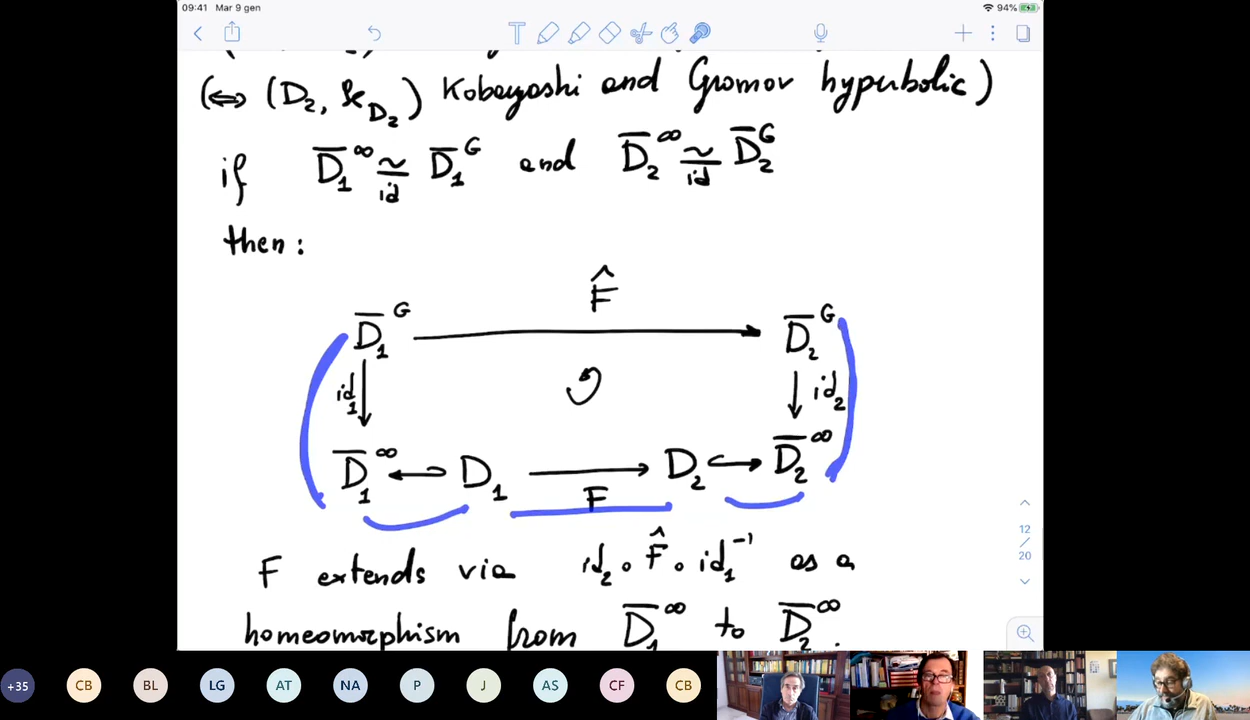 09:41 Mar 9 gen 94%
(⇔ (D₂, K_D₂) Kobayashi and Gromov hyperbolic)
if D̅₁^∞ ≃_id D̅₁^G and D̅₂^∞ ≃_id D̅₂^G
then :
F̂
D̅₁^G → D̅₂^G
id₁ ↓ ↺ ↓ id₂
D̅₁^∞ ↩ D₁ → D₂ ↪ D̅₂^∞
F
12
/
20
F extends via id₂ ∘ F̂ ∘ id₁⁻¹ as a
homeomorphism from D̅₁^∞ to D̅₂^∞.
+35 CB BL LG AT NA P J AS CF CB